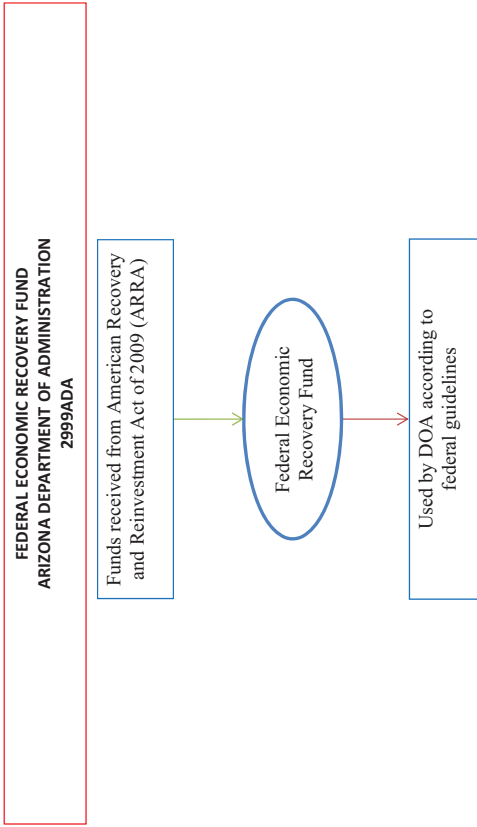 FEDERAL ECONOMIC RECOVERY FUND
ARIZONA DEPARTMENT OF ADMINISTRATION
2999ADA
Funds received from American Recovery
and Reinvestment Act of 2009 (ARRA)
Federal Economic
Recovery Fund
Used by DOA according to
federal guidelines